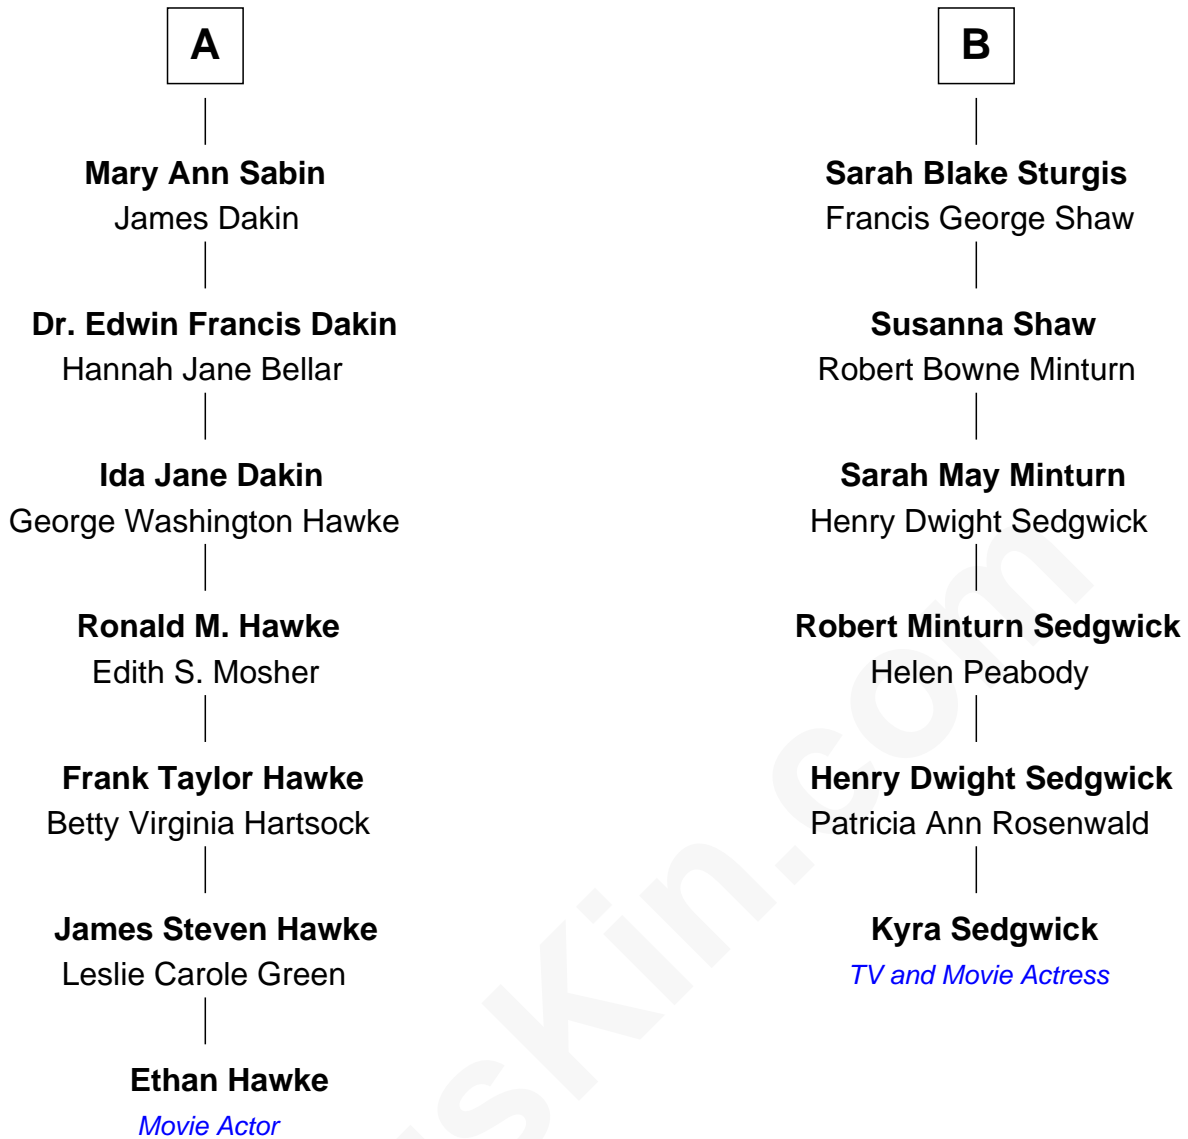 A
Mary Ann Sabin
James Dakin
Dr. Edwin Francis Dakin
Hannah Jane Bellar
Ida Jane Dakin
George Washington Hawke
Ronald M. Hawke
Edith S. Mosher
Frank Taylor Hawke
Betty Virginia Hartsock
James Steven Hawke
Leslie Carole Green
Ethan Hawke
Movie Actor
B
Sarah Blake Sturgis
Francis George Shaw
Susanna Shaw
Robert Bowne Minturn
Sarah May Minturn
Henry Dwight Sedgwick
Robert Minturn Sedgwick
Helen Peabody
Henry Dwight Sedgwick
Patricia Ann Rosenwald
Kyra Sedgwick
TV and Movie Actress
sKin.com